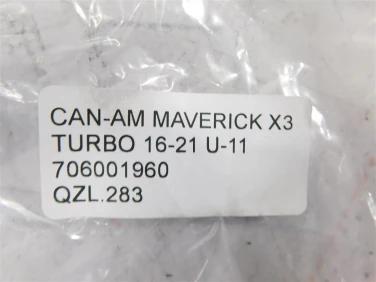 CAN-AM MAVERICK X3
TURBO 16-21 U-11
706001960
QZL.283